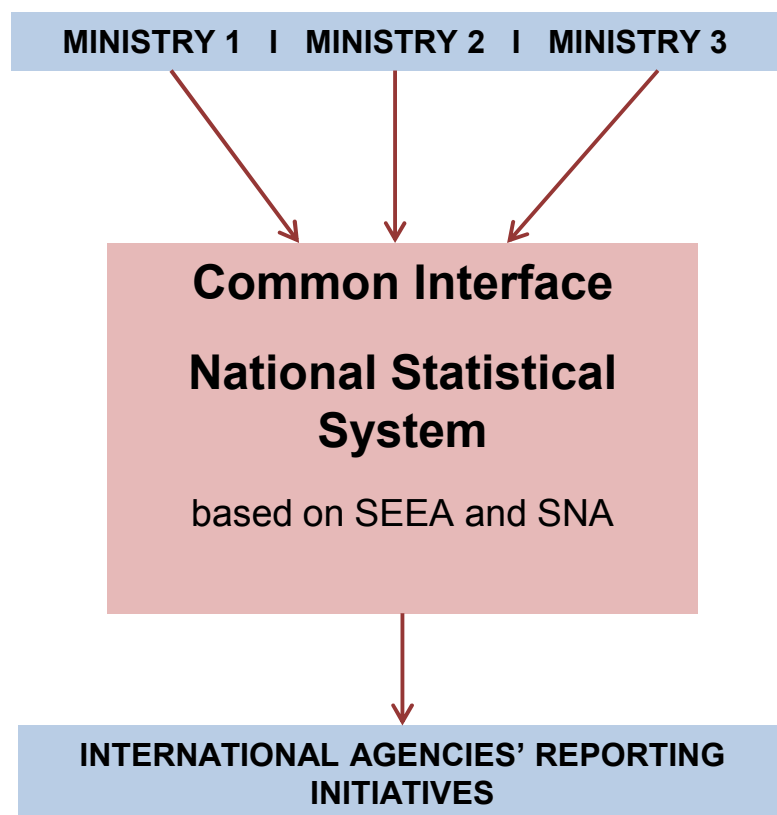 MINISTRY 1 I MINISTRY 2 I MINISTRY 3
Common Interface
National Statistical
System
based on SEEA and SNA
INTERNATIONAL AGENCIES’ REPORTING
INITIATIVES